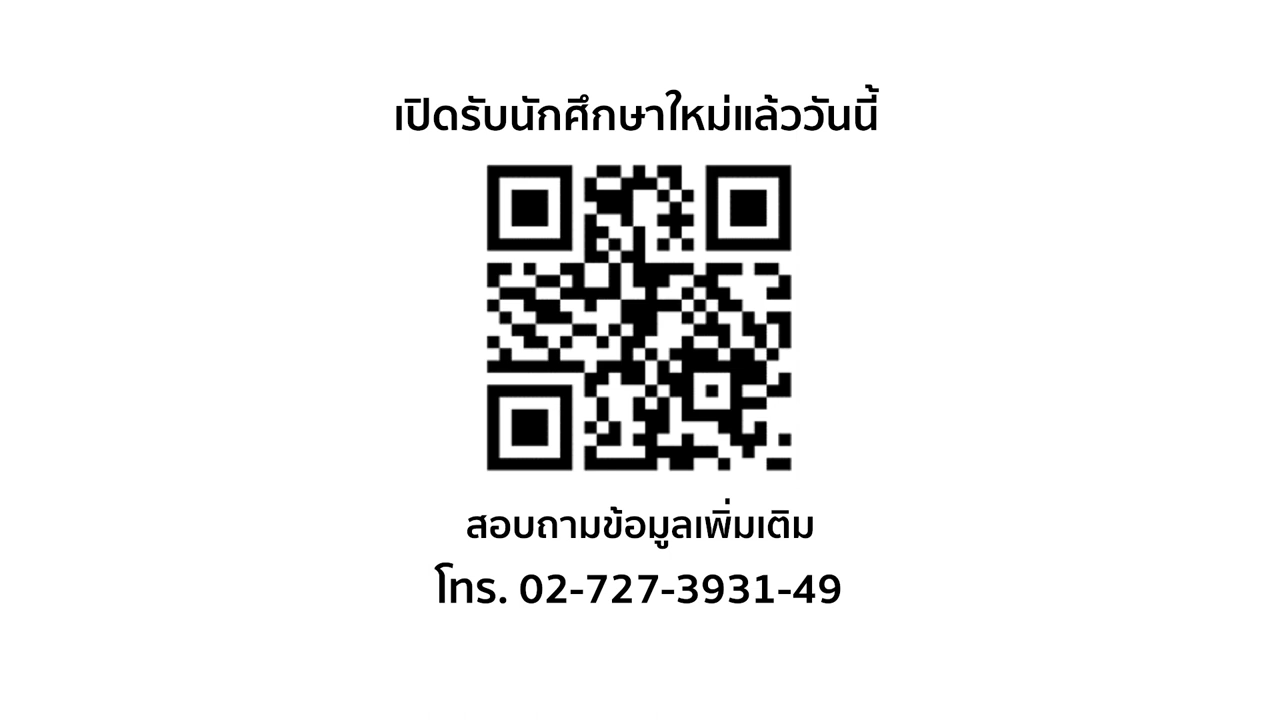 เปิดรับนักศึกษาใหม่แล้ววันนี้
สอบถามข้อมูลเพิ่มเติม
โทร. 02-727-3931-49